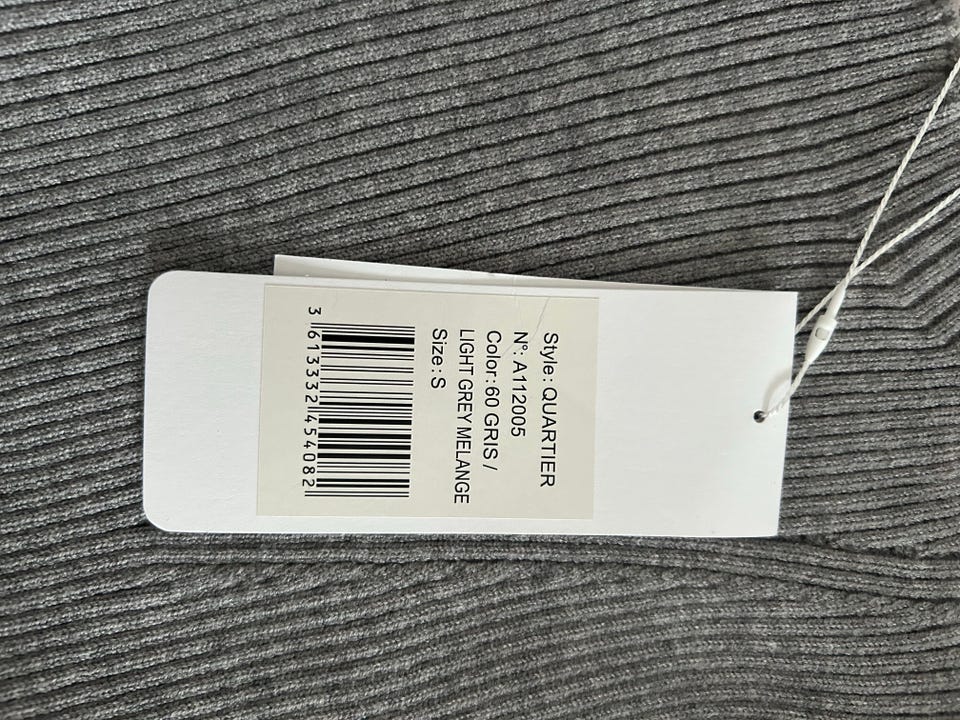 Style: QUARTIER
N°: A112005
Color: 60 GRIS /
LIGHT GREY MELANGE
Size: S
3 613332 454082